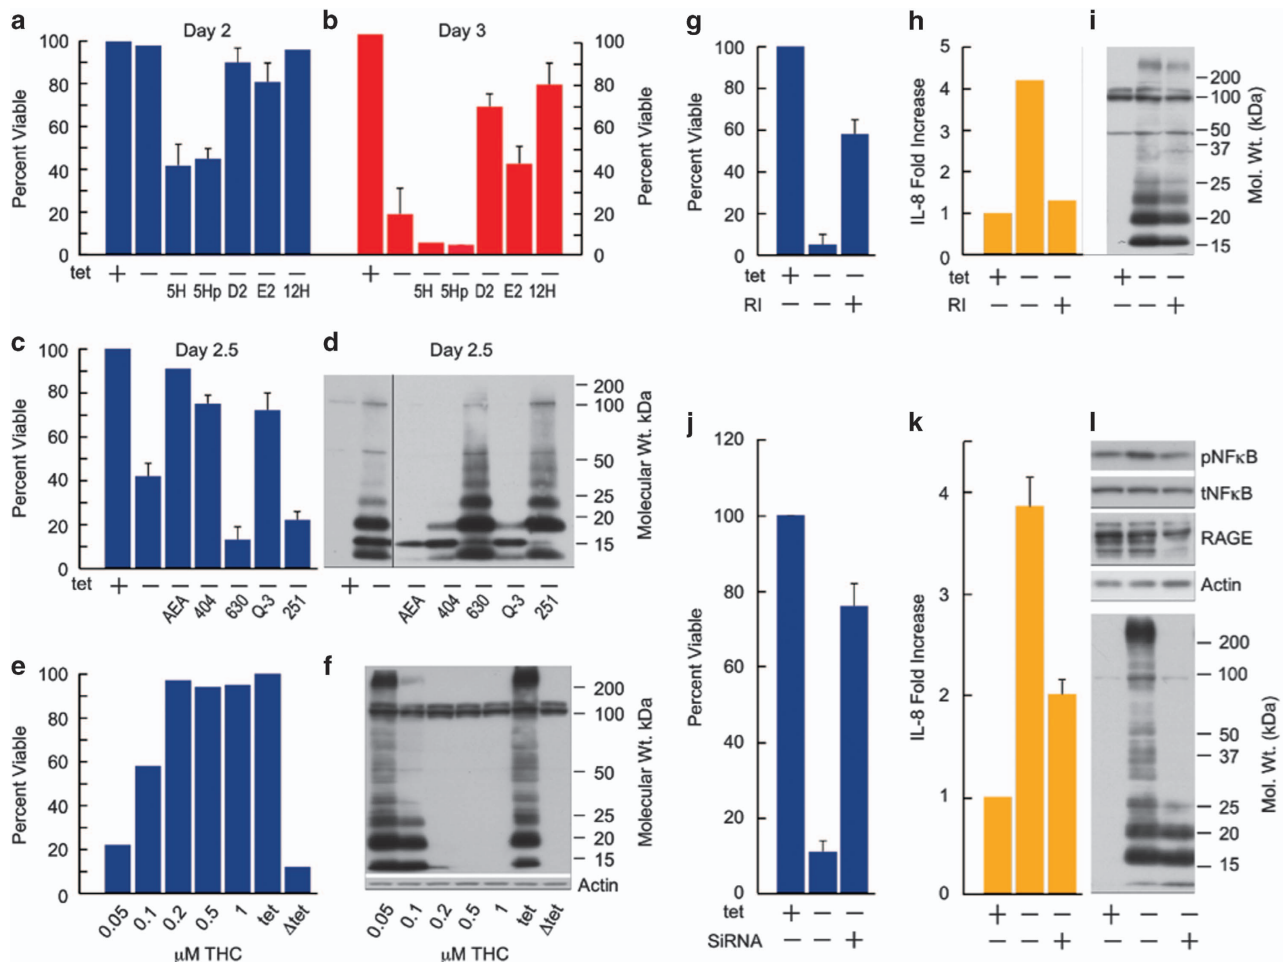 a
Day 2
Percent Viable
100
80
60
40
20
0
tet
+ − − − − − −
5H 5Hp D2 E2 12H
b
Day 3
100
80
60
40
20
0
Percent Viable
+ − − − − − −
5H 5Hp D2 E2 12H
c
Day 2.5
Percent Viable
100
80
60
40
20
0
tet
+ − − − − − −
AEA 404 630 Q-3 251
d
Day 2.5
200
100
50
25
20
15
Molecular Wt. kDa
+ − − − − − −
AEA 404 630 Q-3 251
e
Percent Viable
100
80
60
40
20
0
0.05 0.1 0.2 0.5 1 tet Δtet
μM THC
f
200
100
50
25
20
15
Molecular Wt. kDa
Actin
0.05 0.1 0.2 0.5 1 tet Δtet
μM THC
g
Percent Viable
100
80
60
40
20
0
tet + − −
RI − − +
h
IL-8 Fold Increase
5
4
3
2
1
0
tet + − −
RI − − +
i
200
100
50
37
25
20
15
Mol. Wt. (kDa)
+ − −
− − +
j
Percent Viable
120
100
80
60
40
20
0
tet + − −
SiRNA − − +
k
IL-8 Fold Increase
4
3
2
1
0
+ − −
− − +
l
pNFκB
tNFκB
RAGE
Actin
200
100
50
37
25
20
15
Mol. Wt. (kDa)
+ − −
− − +